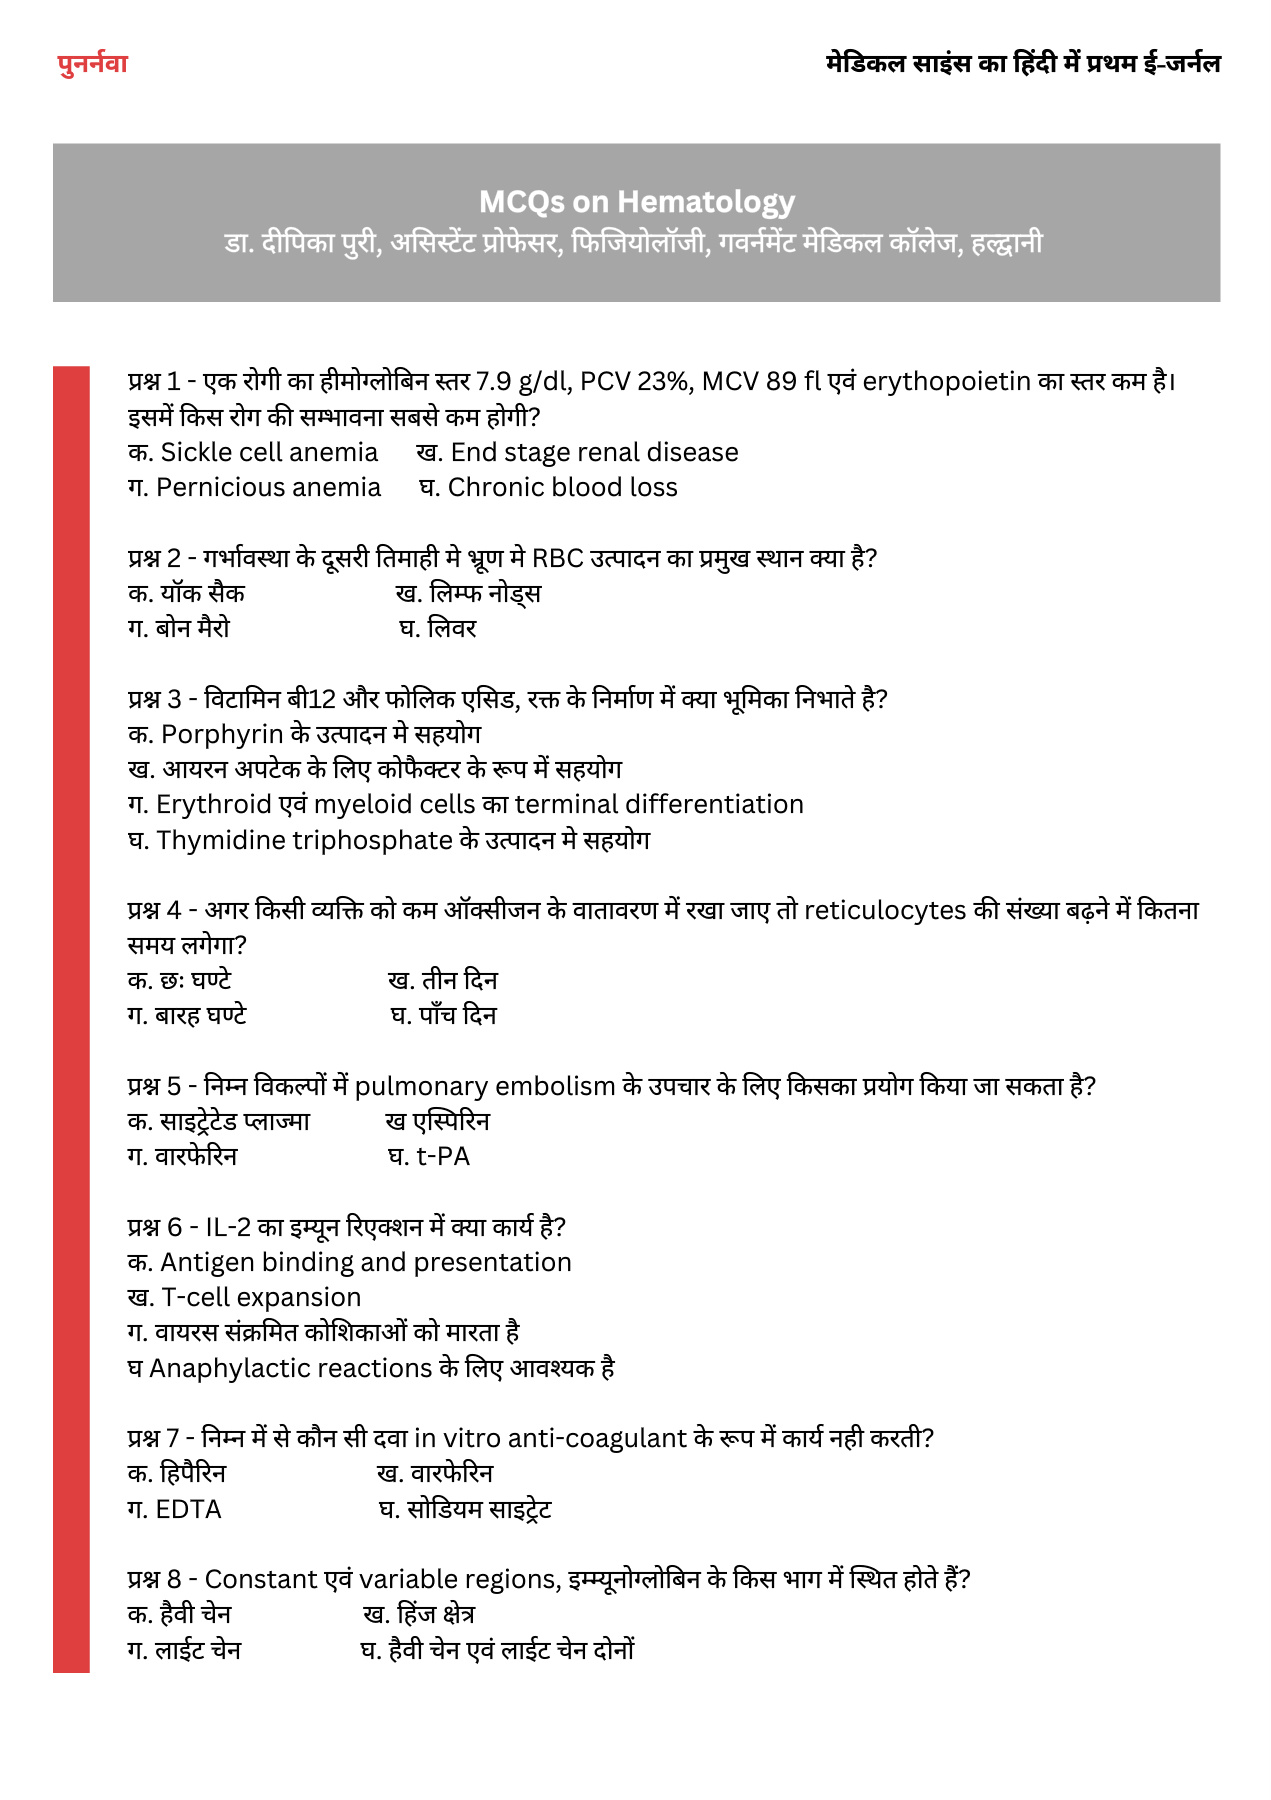 पुनर्नवा
मेडिकल साइंस का हिंदी में प्रथम ई-जर्नल
MCQs on Hematology
डा. दीपिका पुरी, असिस्टेंट प्रोफेसर, फिजियोलॉजी, गवर्नमेंट मेडिकल कॉलेज, हल्द्वानी
प्रश्न 1 - एक रोगी का हीमोग्लोबिन स्तर 7.9 g/dl, PCV 23%, MCV 89 fl एवं erythopoietin का स्तर कम है।
इसमें किस रोग की सम्भावना सबसे कम होगी?
क. Sickle cell anemia ख. End stage renal disease
ग. Pernicious anemia घ. Chronic blood loss
प्रश्न 2 - गर्भावस्था के दूसरी तिमाही मे भ्रूण मे RBC उत्पादन का प्रमुख स्थान क्या है?
क. यॉक सैक ख. लिम्फ नोड्स
ग. बोन मैरो घ. लिवर
प्रश्न 3 - विटामिन बी12 और फोलिक एसिड, रक्त के निर्माण में क्या भूमिका निभाते है?
क. Porphyrin के उत्पादन मे सहयोग
ख. आयरन अपटेक के लिए कोफैक्टर के रूप में सहयोग
ग. Erythroid एवं myeloid cells का terminal differentiation
घ. Thymidine triphosphate के उत्पादन मे सहयोग
प्रश्न 4 - अगर किसी व्यक्ति को कम ऑक्सीजन के वातावरण में रखा जाए तो reticulocytes की संख्या बढ़ने में कितना
समय लगेगा?
क. छः घण्टे ख. तीन दिन
ग. बारह घण्टे घ. पाँच दिन
प्रश्न 5 - निम्न विकल्पों में pulmonary embolism के उपचार के लिए किसका प्रयोग किया जा सकता है?
क. साइट्रेटेड प्लाज्मा ख एस्पिरिन
ग. वारफेरिन घ. t-PA
प्रश्न 6 - IL-2 का इम्यून रिएक्शन में क्या कार्य है?
क. Antigen binding and presentation
ख. T-cell expansion
ग. वायरस संक्रमित कोशिकाओं को मारता है
घ Anaphylactic reactions के लिए आवश्यक है
प्रश्न 7 - निम्न में से कौन सी दवा in vitro anti-coagulant के रूप में कार्य नही करती?
क. हिपैरिन ख. वारफेरिन
ग. EDTA घ. सोडियम साइट्रेट
प्रश्न 8 - Constant एवं variable regions, इम्म्यूनोग्लोबिन के किस भाग में स्थित होते हैं?
क. हैवी चेन ख. हिंज क्षेत्र
ग. लाईट चेन घ. हैवी चेन एवं लाईट चेन दोनों